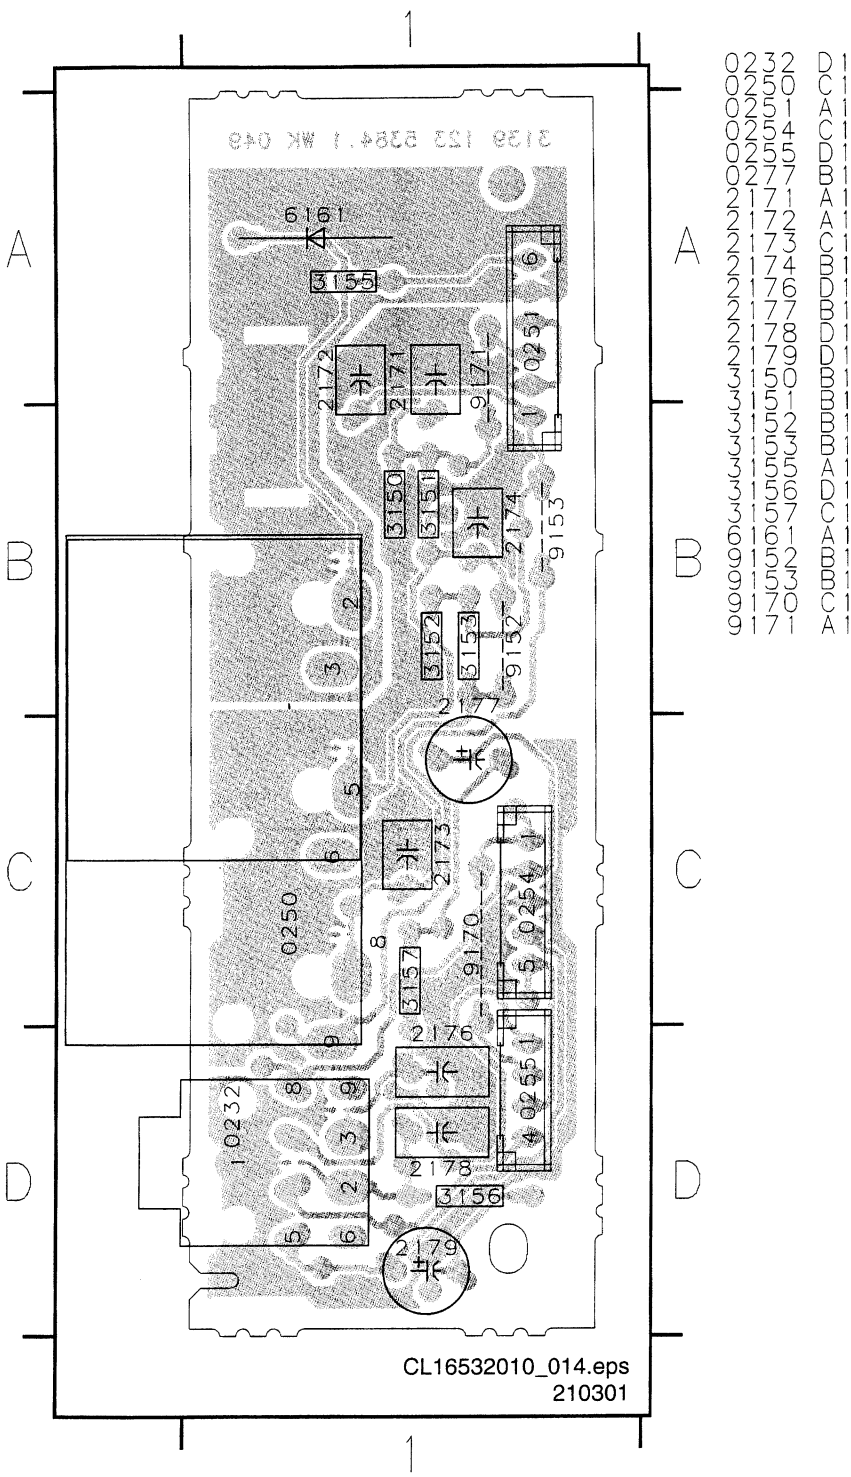 1
0232 D1
0250 C1
0251 A1
0254 C1
0255 D1
0277 B1
2171 A1
2172 A1
2173 C1
2174 B1
2176 D1
2177 B1
2178 D1
2179 D1
3150 B1
3151 B1
3152 B1
3153 B1
3155 A1
3156 D1
3157 C1
6161 A1
9152 B1
9153 B1
9170 C1
9171 A1
3139 123 5364.1 WK 049
6161
A
A
6
3155
0251
2172
2171
9171
1
3150
3151
2174
9153
B
B
2
3152
3153
9152
3
2177
5
1
2173
6
C
C
0254
0250
8
9170
5
3157
9
2176
1
8
9
0255
1 0232
3
4
2178
D
D
2
3156
5
6
2179
CL16532010_014.eps
210301
1